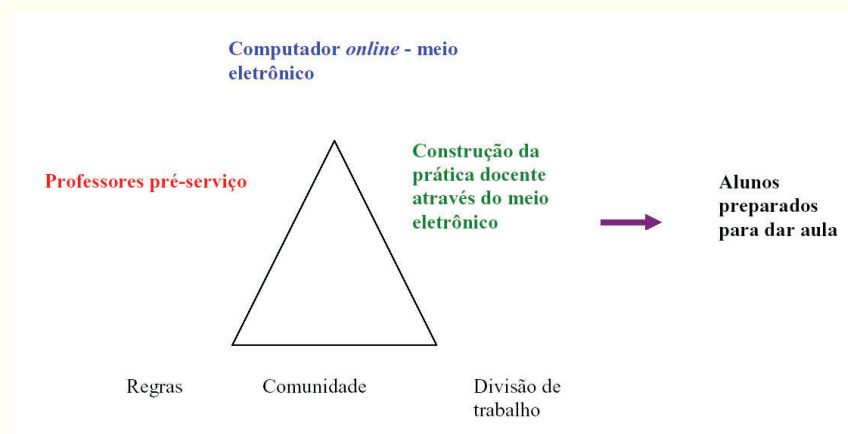 Computador online - meio
eletrônico
Professores pré-serviço
Construção da
prática docente
através do meio
eletrônico
Alunos
preparados
para dar aula
Regras
Comunidade
Divisão de
trabalho